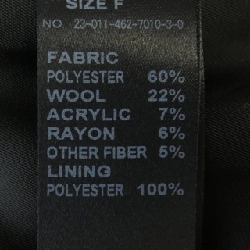 SIZE F
NO. 23-011-462-7010-3-0
FABRIC
POLYESTER 60%
WOOL 22%
ACRYLIC 7%
RAYON 6%
OTHER FIBER 5%
LINING
POLYESTER 100%